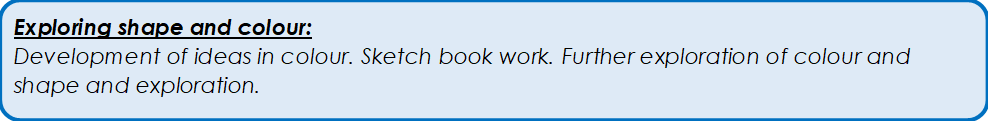 Exploring shape and colour:
Development of ideas in colour. Sketch book work. Further exploration of colour and
shape and exploration.